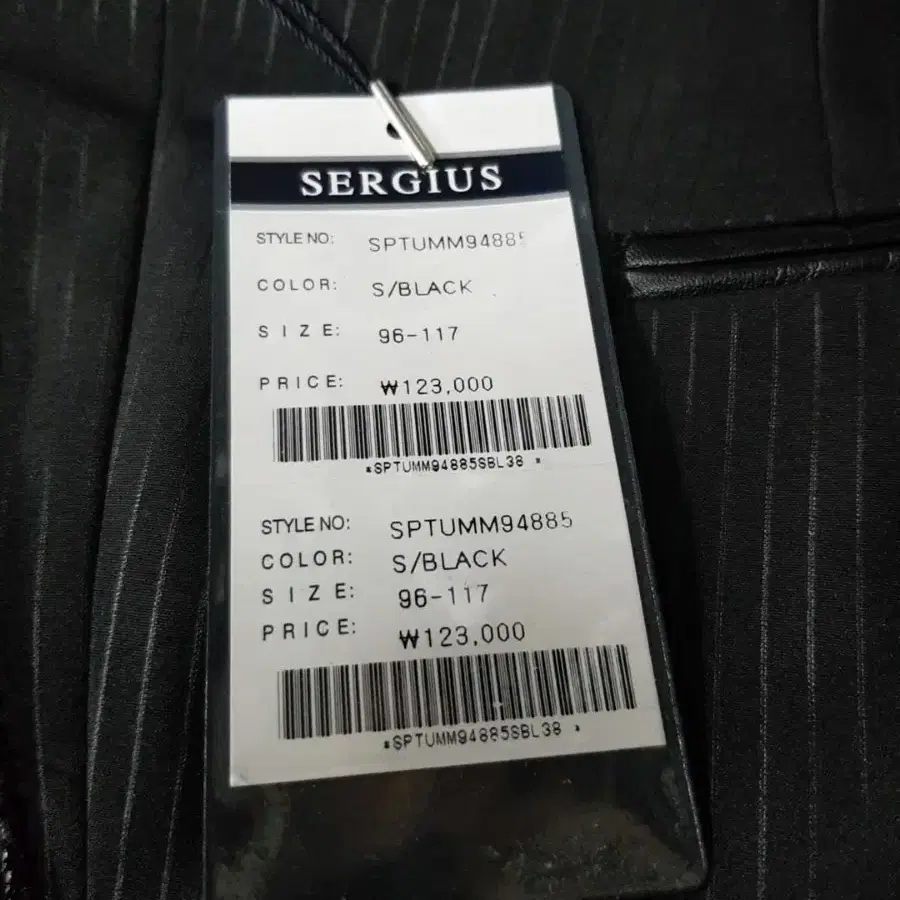 SERGIUS
STYLE NO: SPTUMM94885
COLOR: S/BLACK
SIZE: 96-117
PRICE: ₩123,000
*SPTUMM94885SBL38 *
STYLE NO: SPTUMM94885
COLOR: S/BLACK
SIZE: 96-117
PRICE: ₩123,000
*SPTUMM94885SBL38 *